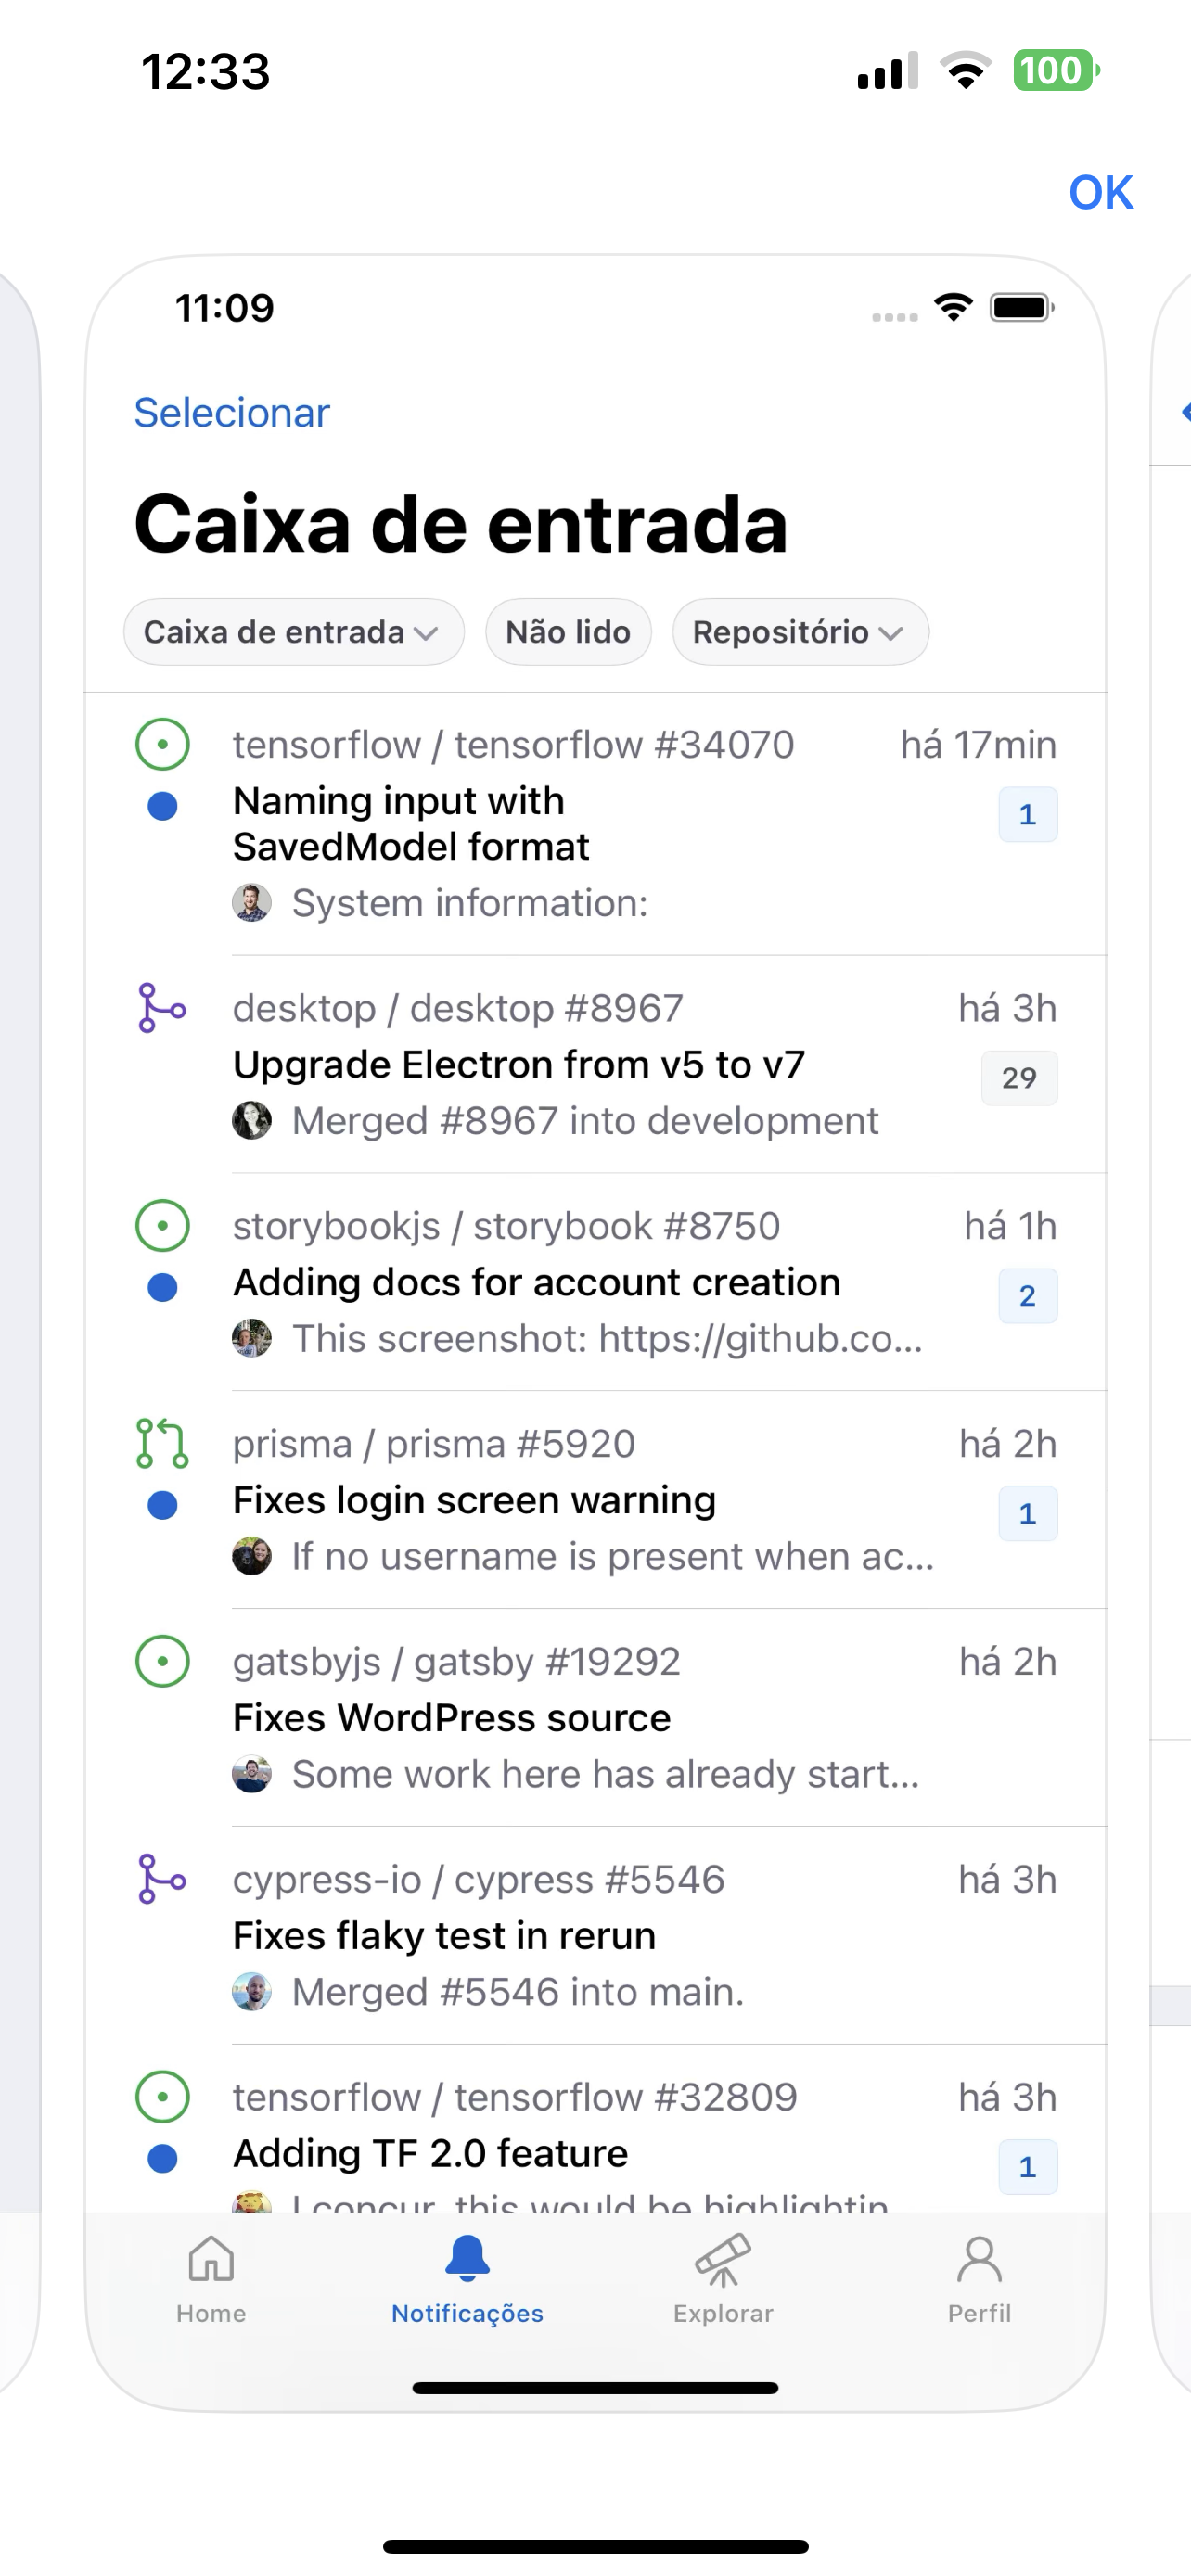 12:33
100
OK
11:09
Selecionar
Caixa de entrada
Caixa de entrada Não lido Repositório
tensorflow / tensorflow #34070 há 17min
Naming input with 1
SavedModel format
System information:
desktop / desktop #8967 há 3h
Upgrade Electron from v5 to v7 29
Merged #8967 into development
storybookjs / storybook #8750 há 1h
Adding docs for account creation 2
This screenshot: https://github.co...
prisma / prisma #5920 há 2h
Fixes login screen warning 1
If no username is present when ac...
gatsbyjs / gatsby #19292 há 2h
Fixes WordPress source
Some work here has already start...
cypress-io / cypress #5546 há 3h
Fixes flaky test in rerun
Merged #5546 into main.
tensorflow / tensorflow #32809 há 3h
Adding TF 2.0 feature 1
I concur, this would be highlightin
Home Notificações Explorar Perfil